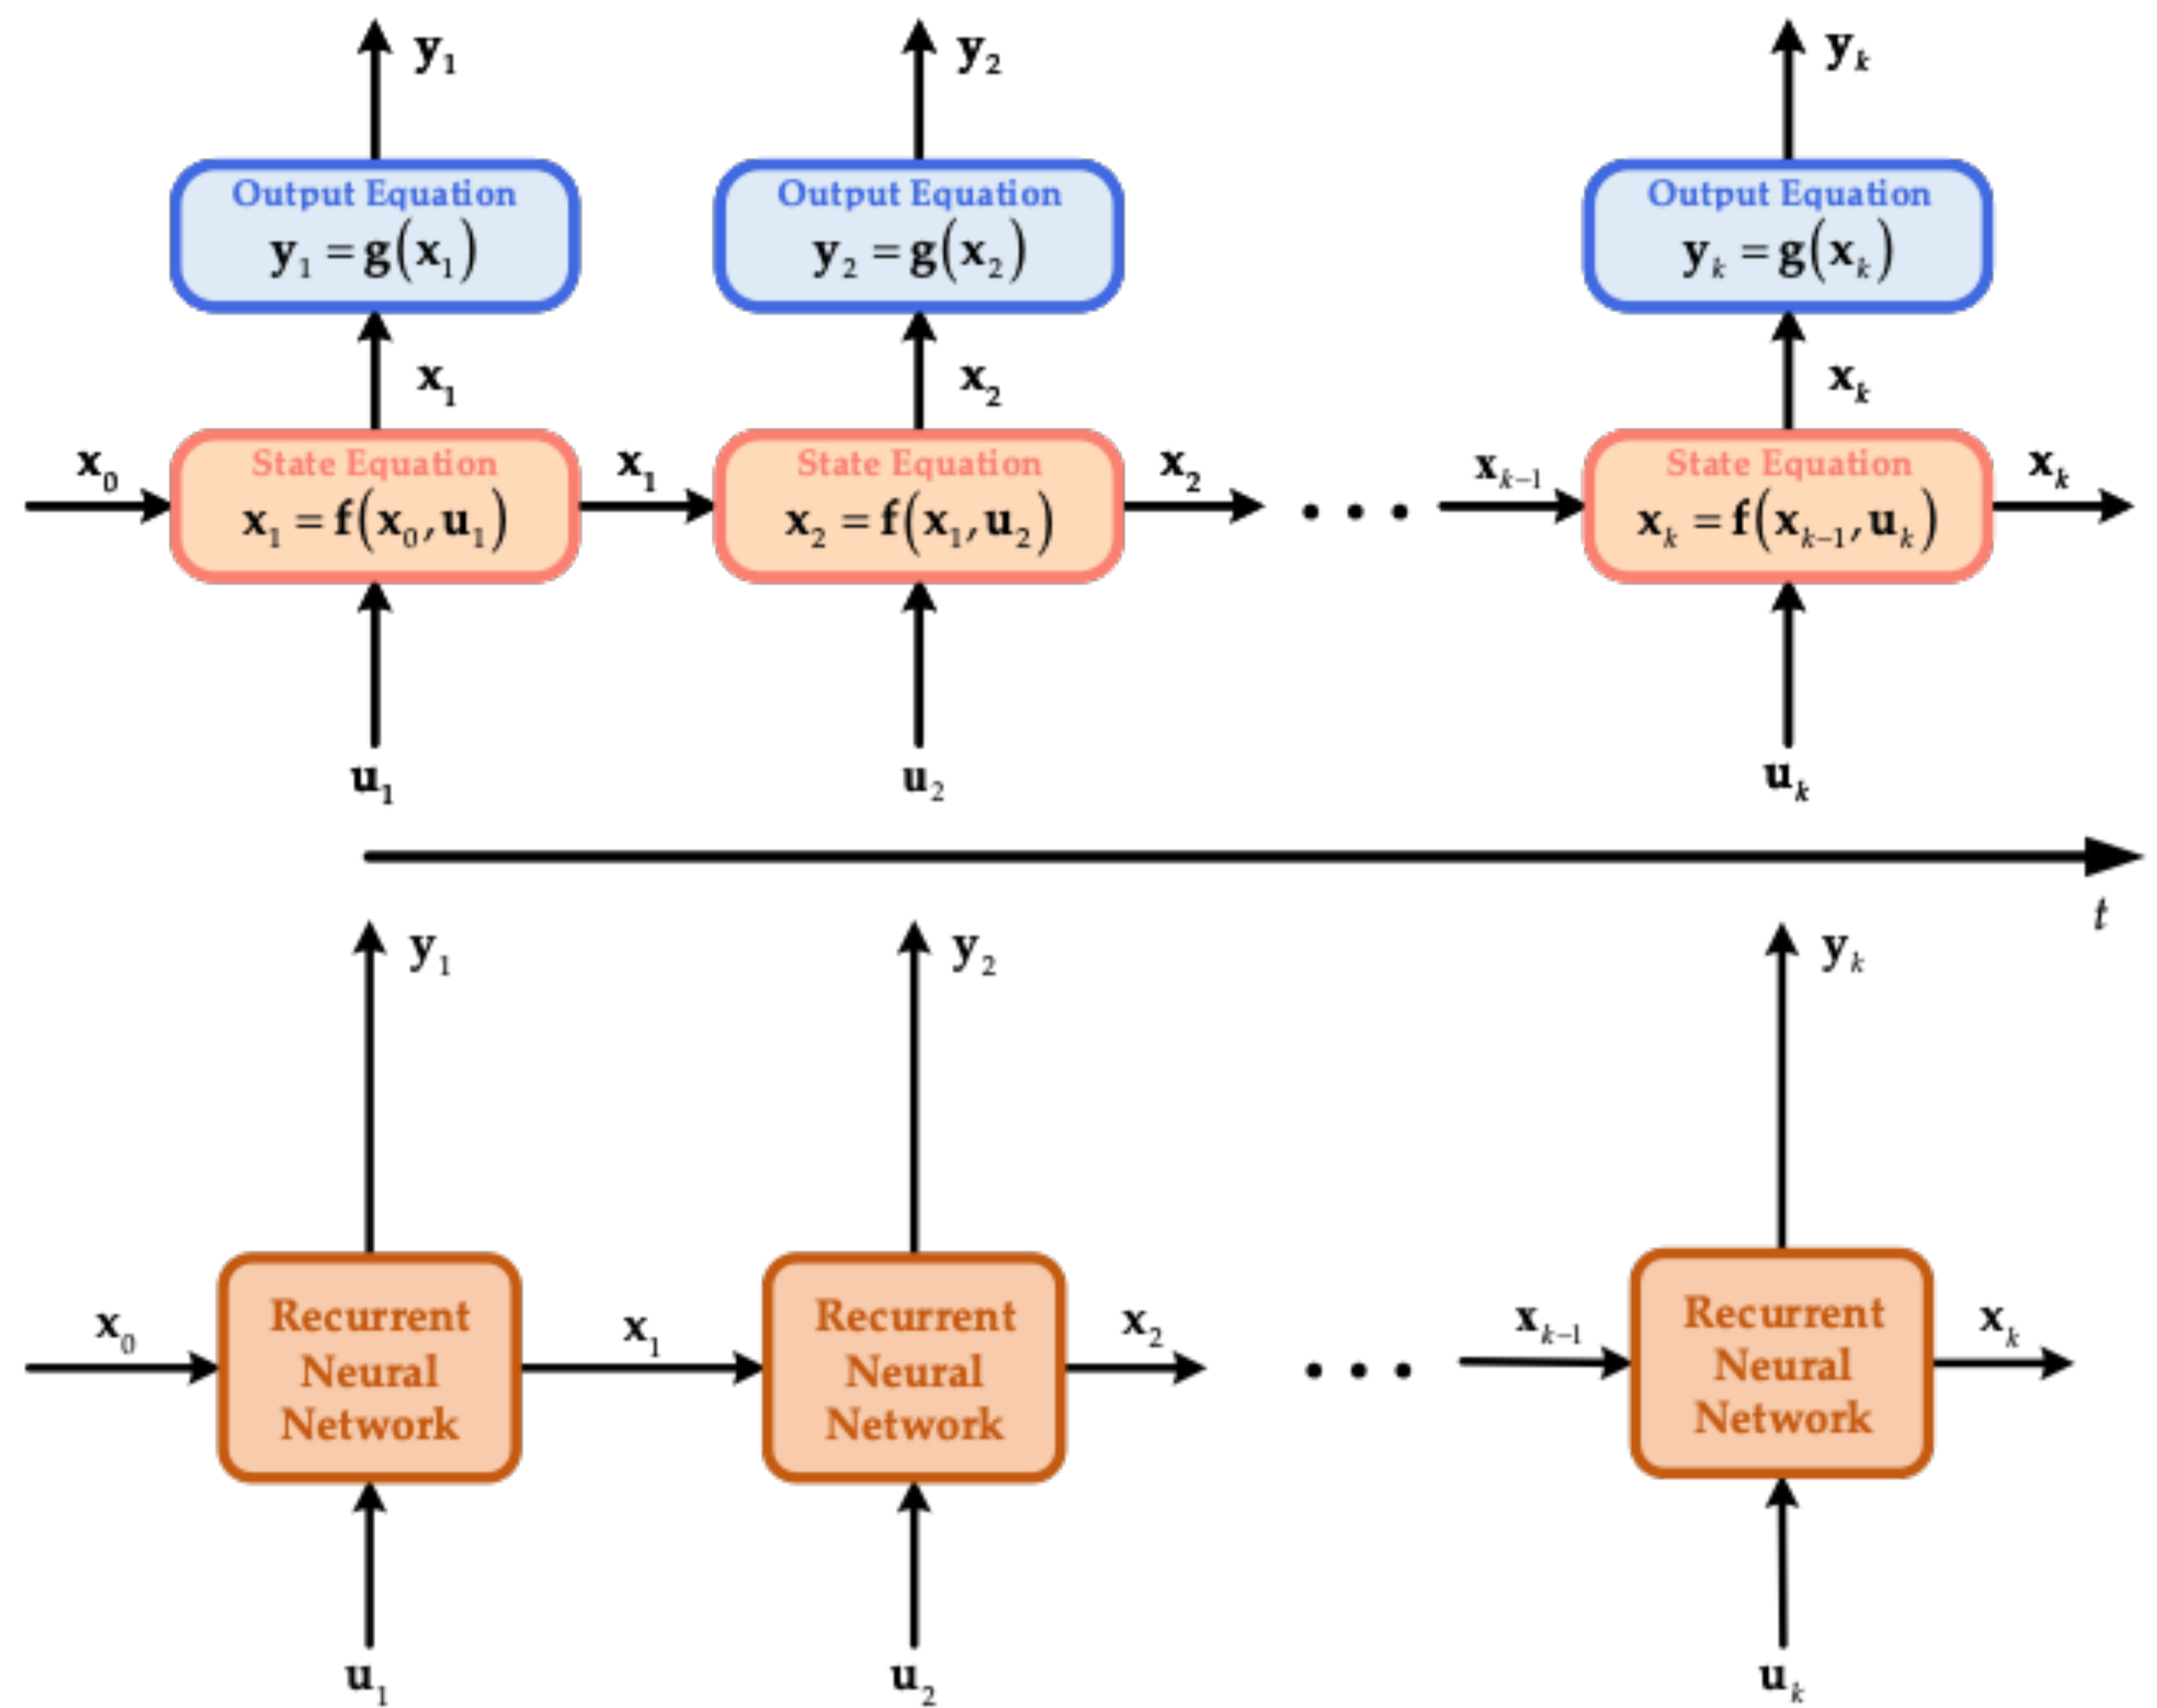 y₁ y₂ yₖ
Output Equation Output Equation Output Equation
y₁ = g(x₁) y₂ = g(x₂) yₖ = g(xₖ)
x₁ x₂ xₖ
x₀ x₁ x₂ • • • xₖ₋₁ xₖ
State Equation State Equation State Equation
x₁ = f(x₀, u₁) x₂ = f(x₁, u₂) xₖ = f(xₖ₋₁, uₖ)
u₁ u₂ uₖ
t
y₁ y₂ yₖ
x₀ x₁ x₂ • • • xₖ₋₁ xₖ
Recurrent Recurrent Recurrent
Neural Neural Neural
Network Network Network
u₁ u₂ uₖ